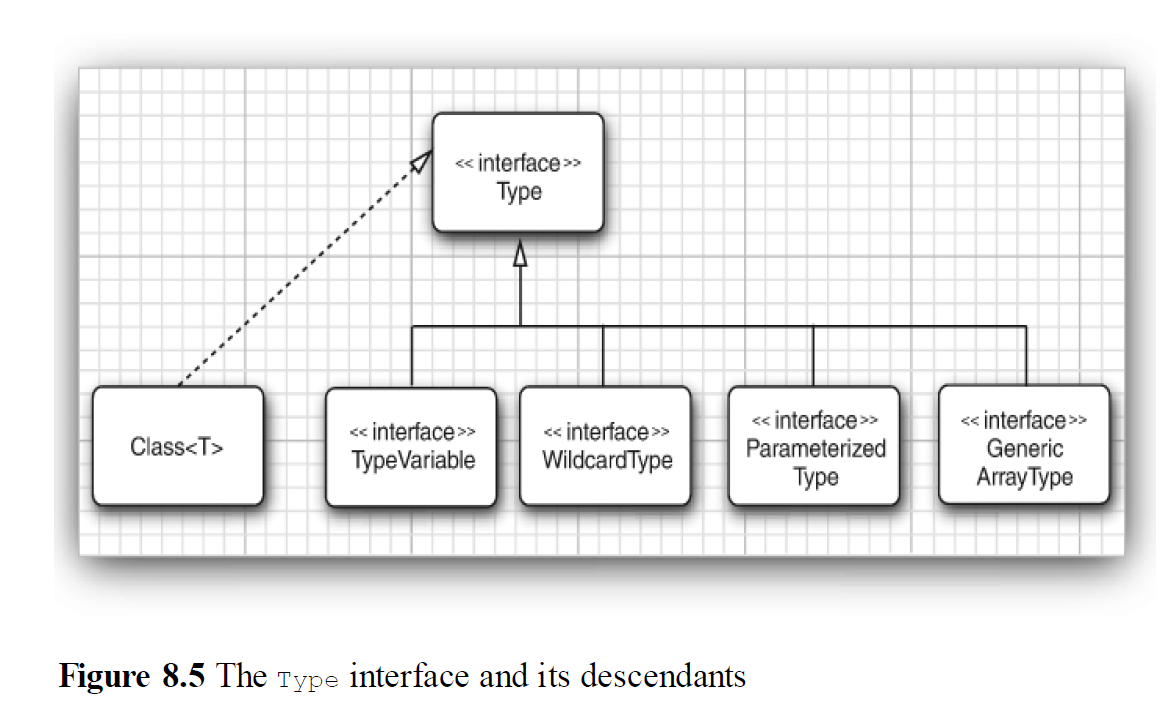 << interface >>
Type
Class<T>
<< interface >>
TypeVariable
<< interface >>
WildcardType
<< interface >>
Parameterized
Type
<< interface >>
Generic
ArrayType
Figure 8.5 The Type interface and its descendants